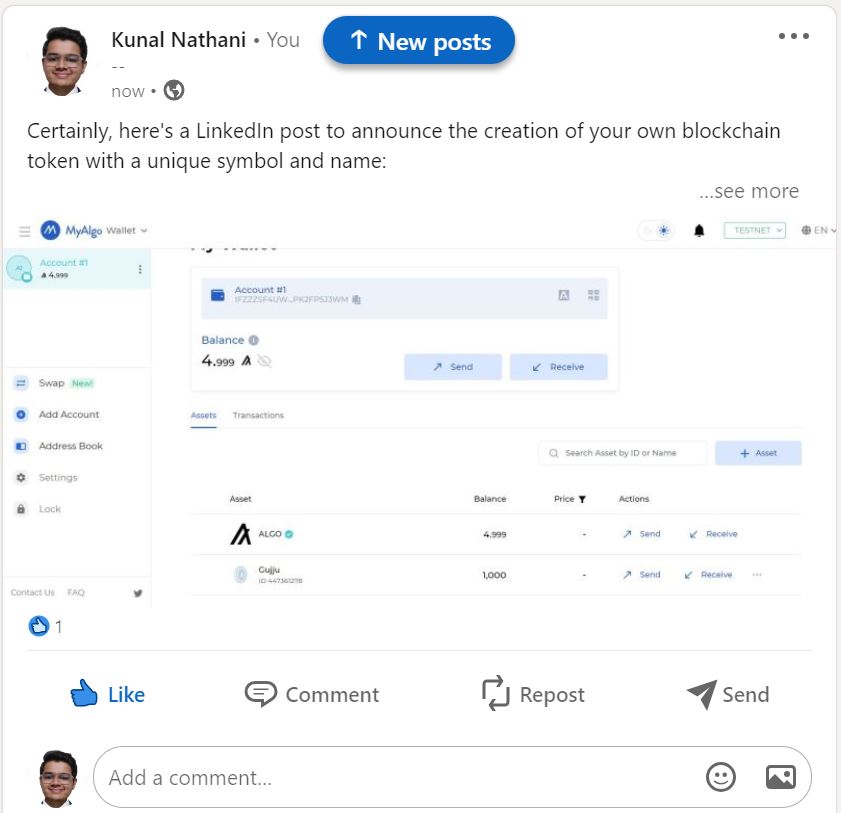 Kunal Nathani • You
↑ New posts
--
now •
Certainly, here's a LinkedIn post to announce the creation of your own blockchain
token with a unique symbol and name:
...see more
MyAlgo Wallet
TESTNET
EN
Account #1
4.999
My Wallet
Account #1
IFZZZSF4UW...PK2FP5J3WM
Balance
4.999
Send
Receive
Swap New!
Add Account
Address Book
Settings
Lock
Assets Transactions
Search Asset by ID or Name
+ Asset
Asset Balance Price Actions
ALGO 4.999 - Send Receive
Gujju 1,000 - Send Receive ...
ID:447361278
Contact Us FAQ
1
Like Comment Repost Send
Add a comment...